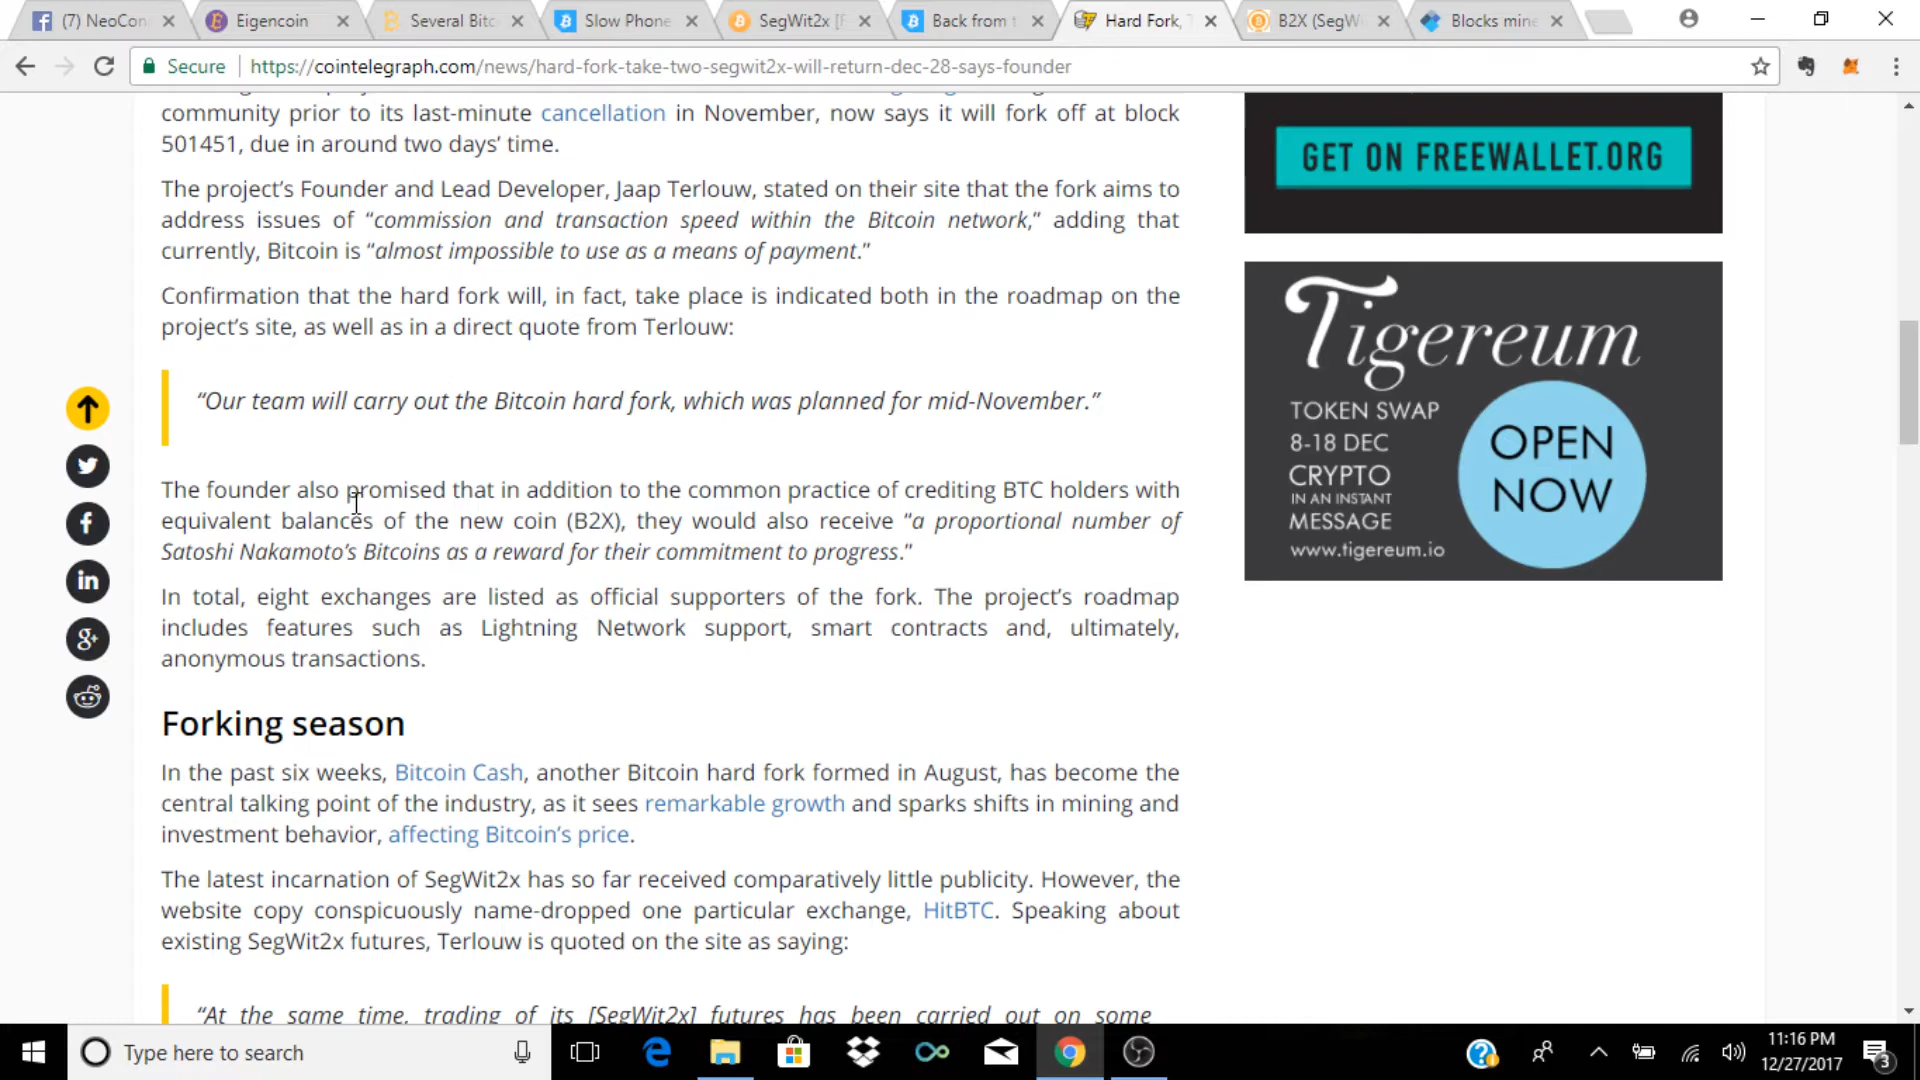 (7) NeoCon
Eigencoin
Several Bitc
Slow Phone
SegWit2x [F
Back from t
Hard Fork, T
B2X (SegW
Blocks mine
Secure | https://cointelegraph.com/news/hard-fork-take-two-segwit2x-will-return-dec-28-says-founder
community prior to its last-minute cancellation in November, now says it will fork off at block
501451, due in around two days’ time.
The project’s Founder and Lead Developer, Jaap Terlouw, stated on their site that the fork aims to
address issues of “commission and transaction speed within the Bitcoin network,” adding that
currently, Bitcoin is “almost impossible to use as a means of payment.”
Confirmation that the hard fork will, in fact, take place is indicated both in the roadmap on the
project’s site, as well as in a direct quote from Terlouw:
“Our team will carry out the Bitcoin hard fork, which was planned for mid-November.”
The founder also promised that in addition to the common practice of crediting BTC holders with
equivalent balances of the new coin (B2X), they would also receive “a proportional number of
Satoshi Nakamoto’s Bitcoins as a reward for their commitment to progress.”
In total, eight exchanges are listed as official supporters of the fork. The project’s roadmap
includes features such as Lightning Network support, smart contracts and, ultimately,
anonymous transactions.
Forking season
In the past six weeks, Bitcoin Cash, another Bitcoin hard fork formed in August, has become the
central talking point of the industry, as it sees remarkable growth and sparks shifts in mining and
investment behavior, affecting Bitcoin’s price.
The latest incarnation of SegWit2x has so far received comparatively little publicity. However, the
website copy conspicuously name-dropped one particular exchange, HitBTC. Speaking about
existing SegWit2x futures, Terlouw is quoted on the site as saying:
“At the same time, trading of its [SegWit2x] futures has been carried out on some
GET ON FREEWALLET.ORG
Tigereum
TOKEN SWAP
8-18 DEC
CRYPTO
IN AN INSTANT
MESSAGE
www.tigereum.io
OPEN
NOW
Type here to search
11:16 PM
12/27/2017
3